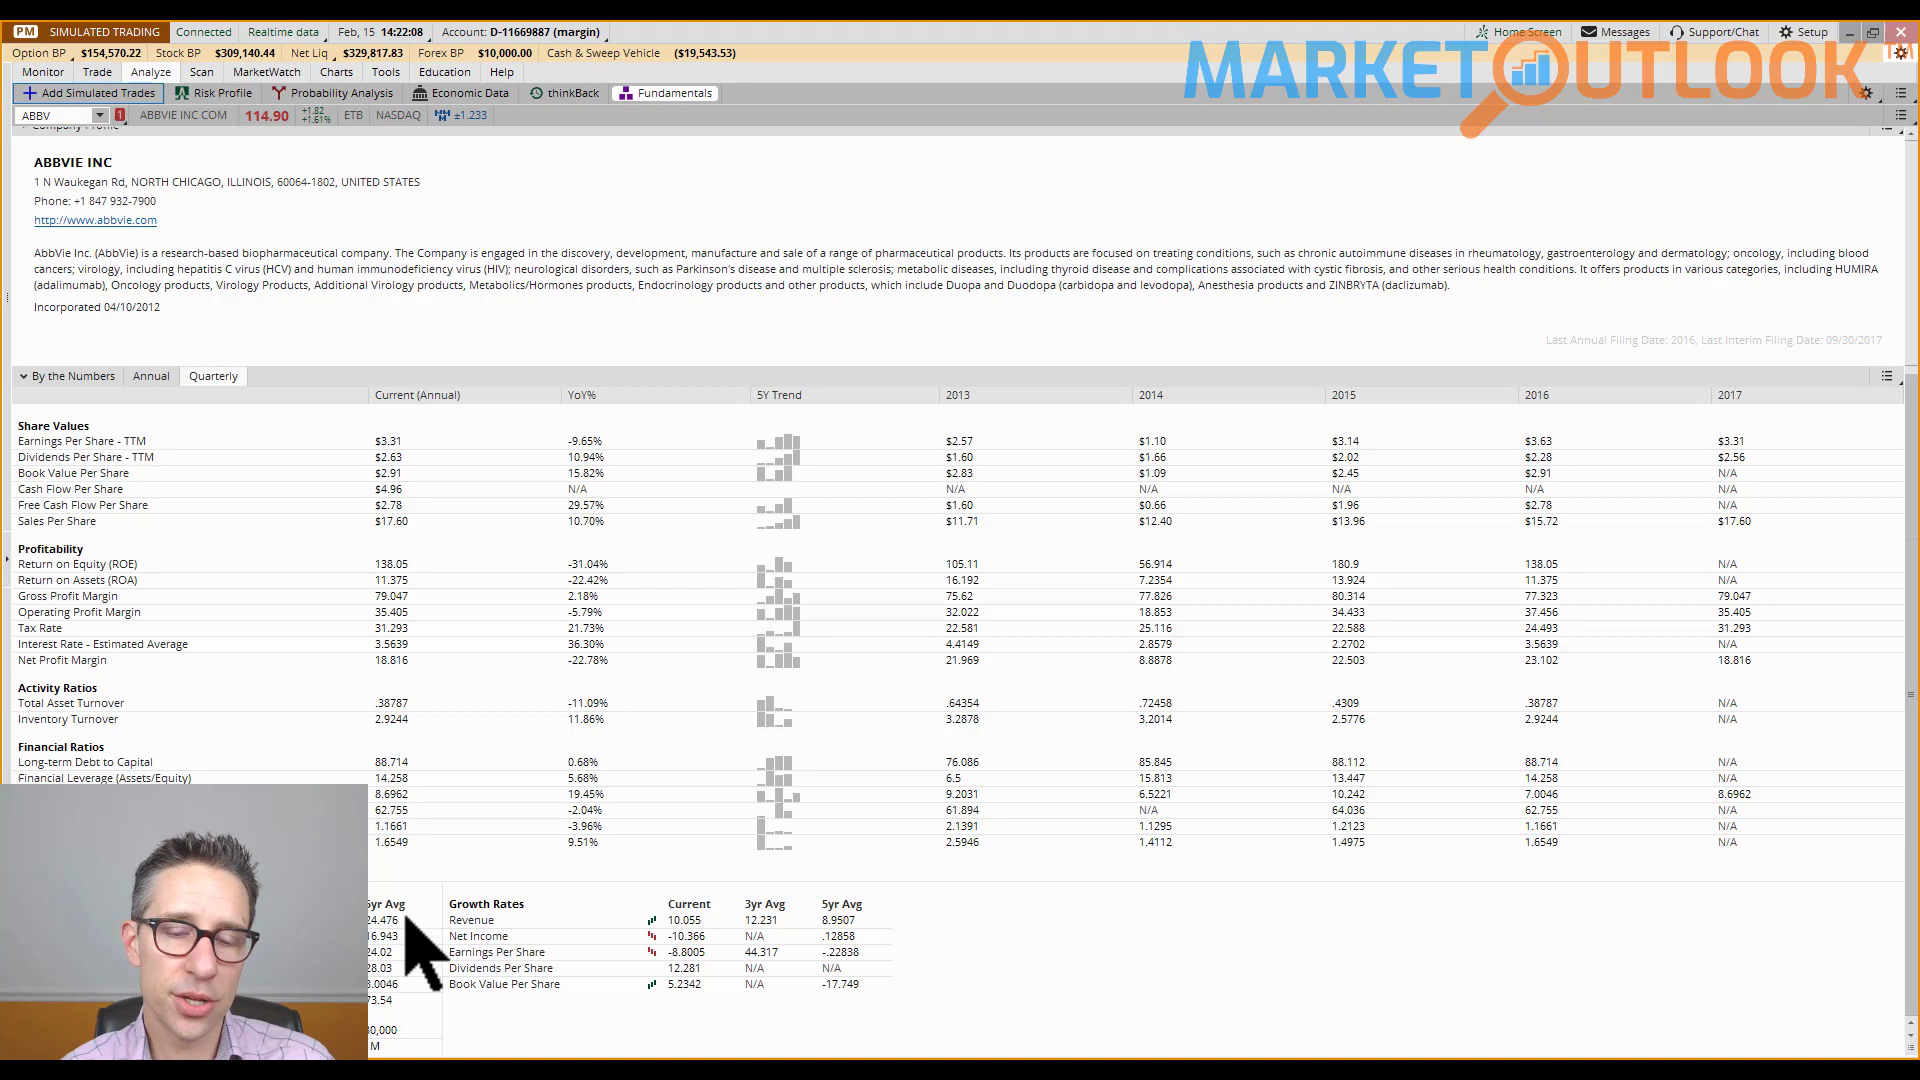 PM SIMULATED TRADING Connected Realtime data Feb, 15 14:22:08 Account: D-11669887 (margin) Home Screen Messages Support/Chat Setup
Option BP $154,570.22 Stock BP $309,140.44 Net Liq $329,817.83 Forex BP $10,000.00 Cash & Sweep Vehicle ($19,543.53)
MARKETOUTLOOK
Monitor Trade Analyze Scan MarketWatch Charts Tools Education Help
Add Simulated Trades Risk Profile Probability Analysis Economic Data thinkBack Fundamentals
ABBV 1 ABBVIE INC COM 114.90 +1.82 +1.61% ETB NASDAQ ±1.233
Company Profile
ABBVIE INC
1 N Waukegan Rd, NORTH CHICAGO, ILLINOIS, 60064-1802, UNITED STATES
Phone: +1 847 932-7900
http://www.abbvie.com
AbbVie Inc. (AbbVie) is a research-based biopharmaceutical company. The Company is engaged in the discovery, development, manufacture and sale of a range of pharmaceutical products. Its products are focused on treating conditions, such as chronic autoimmune diseases in rheumatology, gastroenterology and dermatology; oncology, including blood
cancers; virology, including hepatitis C virus (HCV) and human immunodeficiency virus (HIV); neurological disorders, such as Parkinson's disease and multiple sclerosis; metabolic diseases, including thyroid disease and complications associated with cystic fibrosis, and other serious health conditions. It offers products in various categories, including HUMIRA
(adalimumab), Oncology products, Virology Products, Additional Virology products, Metabolics/Hormones products, Endocrinology products and other products, which include Duopa and Duodopa (carbidopa and levodopa), Anesthesia products and ZINBRYTA (daclizumab).
Incorporated 04/10/2012
Last Annual Filing Date: 2016, Last Interim Filing Date: 09/30/2017
By the Numbers Annual Quarterly
Current (Annual) YoY% 5Y Trend 2013 2014 2015 2016 2017
Share Values
Earnings Per Share - TTM $3.31 -9.65% $2.57 $1.10 $3.14 $3.63 $3.31
Dividends Per Share - TTM $2.63 10.94% $1.60 $1.66 $2.02 $2.28 $2.56
Book Value Per Share $2.91 15.82% $2.83 $1.09 $2.45 $2.91 N/A
Cash Flow Per Share $4.96 N/A N/A N/A N/A N/A N/A
Free Cash Flow Per Share $2.78 29.57% $1.60 $0.66 $1.96 $2.78 N/A
Sales Per Share $17.60 10.70% $11.71 $12.40 $13.96 $15.72 $17.60
Profitability
Return on Equity (ROE) 138.05 -31.04% 105.11 56.914 180.9 138.05 N/A
Return on Assets (ROA) 11.375 -22.42% 16.192 7.2354 13.924 11.375 N/A
Gross Profit Margin 79.047 2.18% 75.62 77.826 80.314 77.323 79.047
Operating Profit Margin 35.405 -5.79% 32.022 18.853 34.433 37.456 35.405
Tax Rate 31.293 21.73% 22.581 25.116 22.588 24.493 31.293
Interest Rate - Estimated Average 3.5639 36.30% 4.4149 2.8579 2.2702 3.5639 N/A
Net Profit Margin 18.816 -22.78% 21.969 8.8878 22.503 23.102 18.816
Activity Ratios
Total Asset Turnover .38787 -11.09% .64354 .72458 .4309 .38787 N/A
Inventory Turnover 2.9244 11.86% 3.2878 3.2014 2.5776 2.9244 N/A
Financial Ratios
Long-term Debt to Capital 88.714 0.68% 76.086 85.845 88.112 88.714 N/A
Financial Leverage (Assets/Equity) 14.258 5.68% 6.5 15.813 13.447 14.258 N/A
8.6962 19.45% 9.2031 6.5221 10.242 7.0046 8.6962
62.755 -2.04% 61.894 N/A 64.036 62.755 N/A
1.1661 -3.96% 2.1391 1.1295 1.2123 1.1661 N/A
1.6549 9.51% 2.5946 1.4112 1.4975 1.6549 N/A
5yr Avg Growth Rates Current 3yr Avg 5yr Avg
24.476 Revenue 10.055 12.231 8.9507
16.943 Net Income -10.366 N/A .12858
24.02 Earnings Per Share -8.8005 44.317 -.22838
28.03 Dividends Per Share 12.281 N/A N/A
3.0046 Book Value Per Share 5.2342 N/A -17.749
73.54
30,000
M